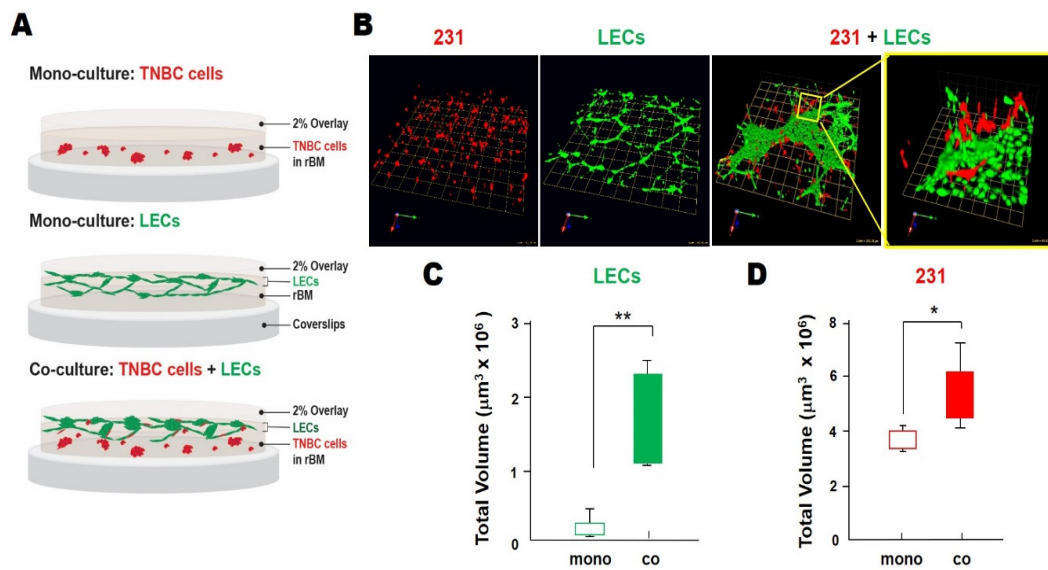 A
Mono-culture: TNBC cells
2% Overlay
TNBC cells
in rBM
Mono-culture: LECs
2% Overlay
LECs
rBM
Coverslips
Co-culture: TNBC cells + LECs
2% Overlay
LECs
TNBC cells
in rBM
B
231
LECs
231 + LECs
C
LECs
**
Total Volume (μm³ x 10⁶)
3
2
1
0
mono
co
D
231
*
Total Volume (μm³ x 10⁶)
8
6
4
2
0
mono
co